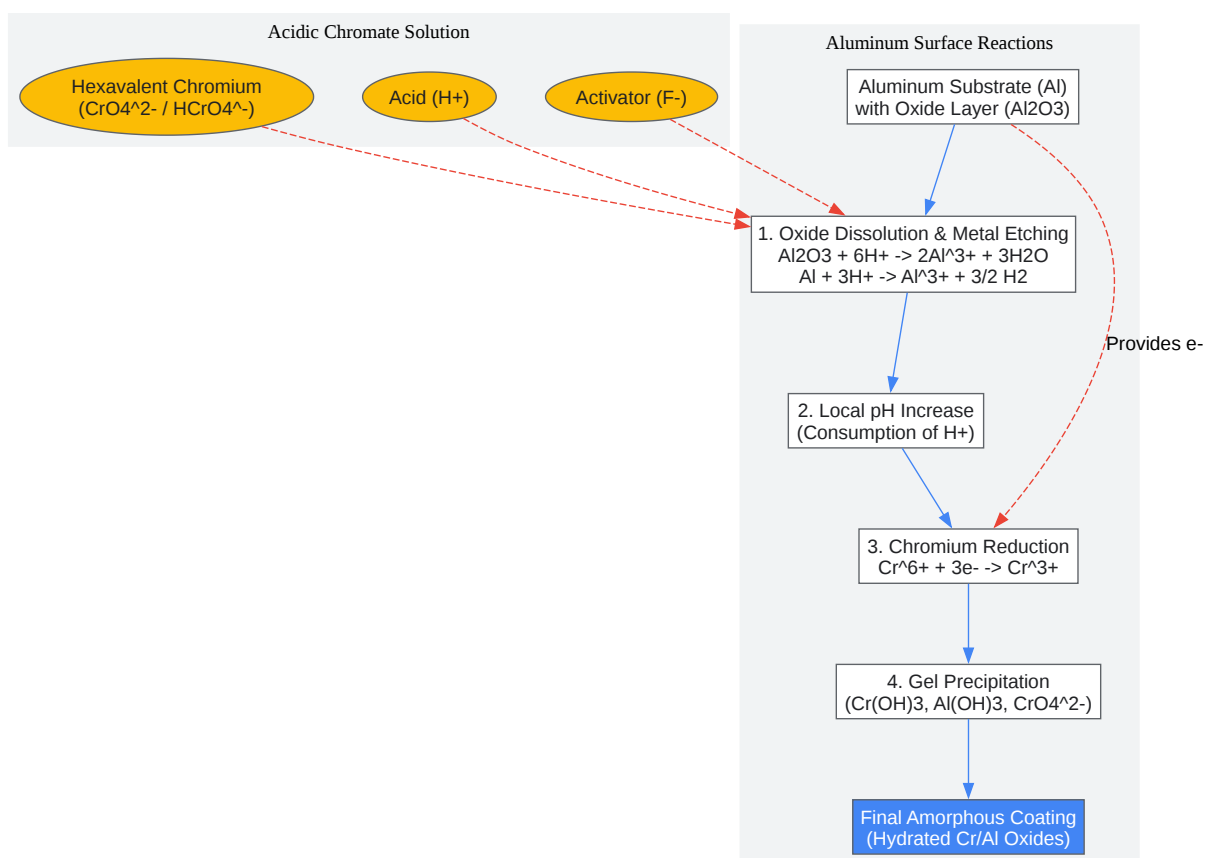 Acidic Chromate Solution
Hexavalent Chromium
(CrO4^2- / HCrO4^-)
Acid (H+)
Activator (F-)
Aluminum Surface Reactions
Aluminum Substrate (Al)
with Oxide Layer (Al2O3)
1. Oxide Dissolution & Metal Etching
Al2O3 + 6H+ -> 2Al^3+ + 3H2O
Al + 3H+ -> Al^3+ + 3/2 H2
Provides e-
2. Local pH Increase
(Consumption of H+)
3. Chromium Reduction
Cr^6+ + 3e- -> Cr^3+
4. Gel Precipitation
(Cr(OH)3, Al(OH)3, CrO4^2-)
Final Amorphous Coating
(Hydrated Cr/Al Oxides)